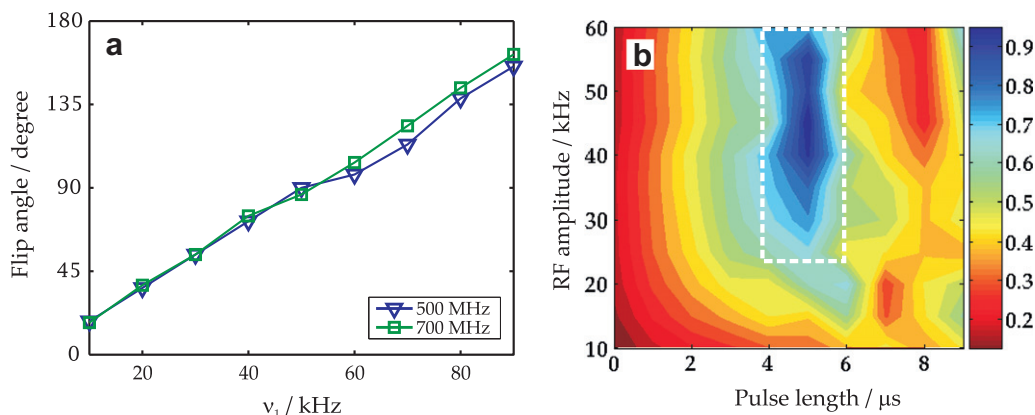 a
180
135
90
45
0
Flip angle / degree
20 40 60 80
ν₁ / kHz
500 MHz
700 MHz
b
60
50
40
30
20
10
RF amplitude / kHz
0 2 4 6 8
Pulse length / μs
0.9
0.8
0.7
0.6
0.5
0.4
0.3
0.2